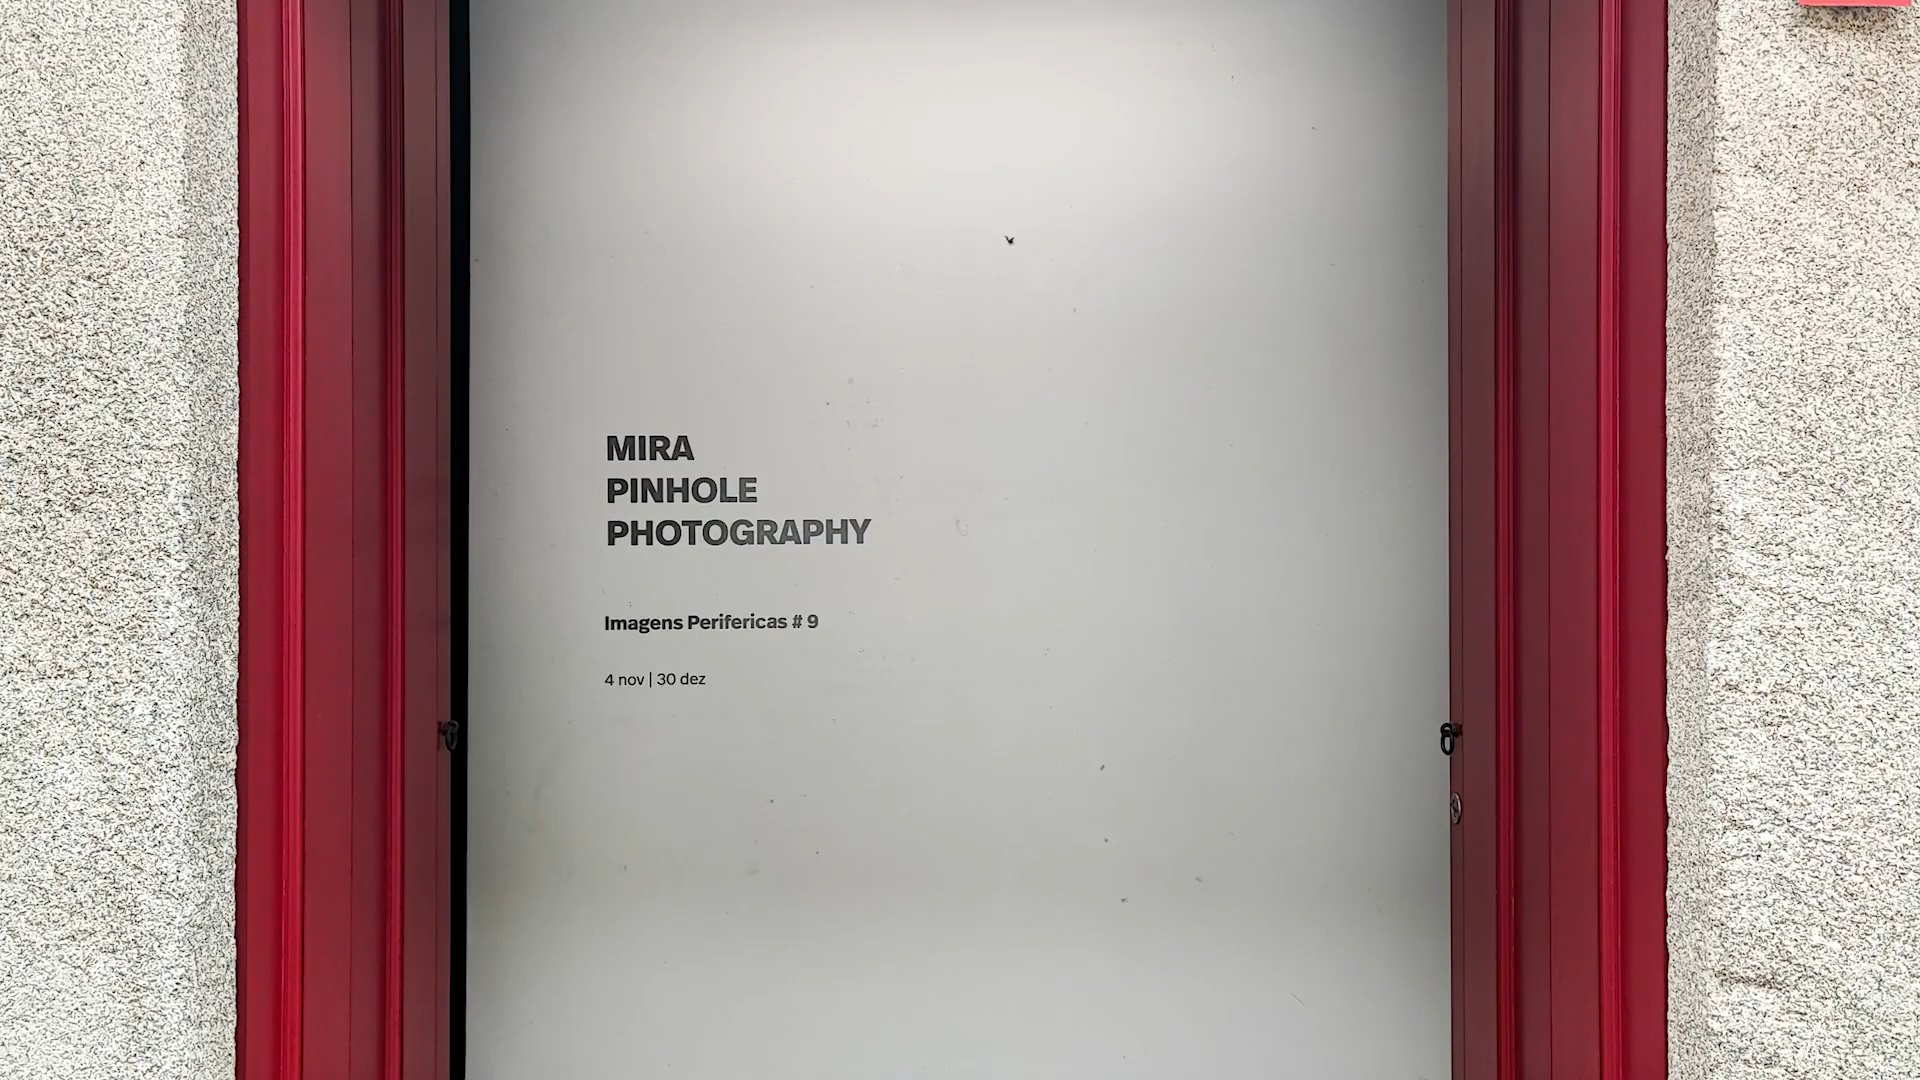 MIRA
PINHOLE
PHOTOGRAPHY
Imagens Perifericas # 9
4 nov | 30 dez